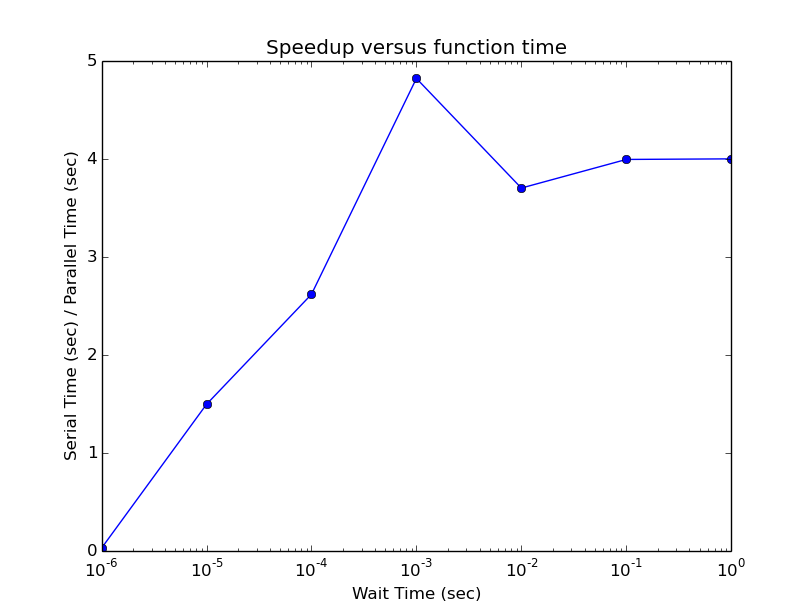 Speedup versus function time
Serial Time (sec) / Parallel Time (sec)
5
4
3
2
1
0
10^-6 10^-5 10^-4 10^-3 10^-2 10^-1 10^0
Wait Time (sec)